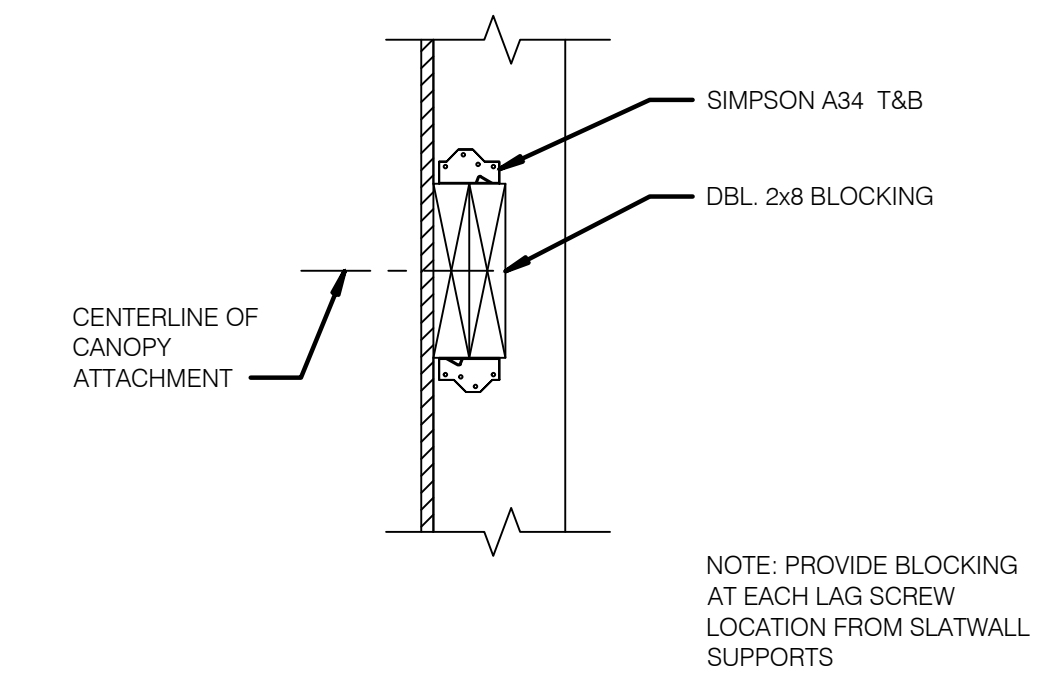 SIMPSON A34 T&B
DBL. 2x8 BLOCKING
CENTERLINE OF
CANOPY
ATTACHMENT
NOTE: PROVIDE BLOCKING
AT EACH LAG SCREW
LOCATION FROM SLATWALL
SUPPORTS